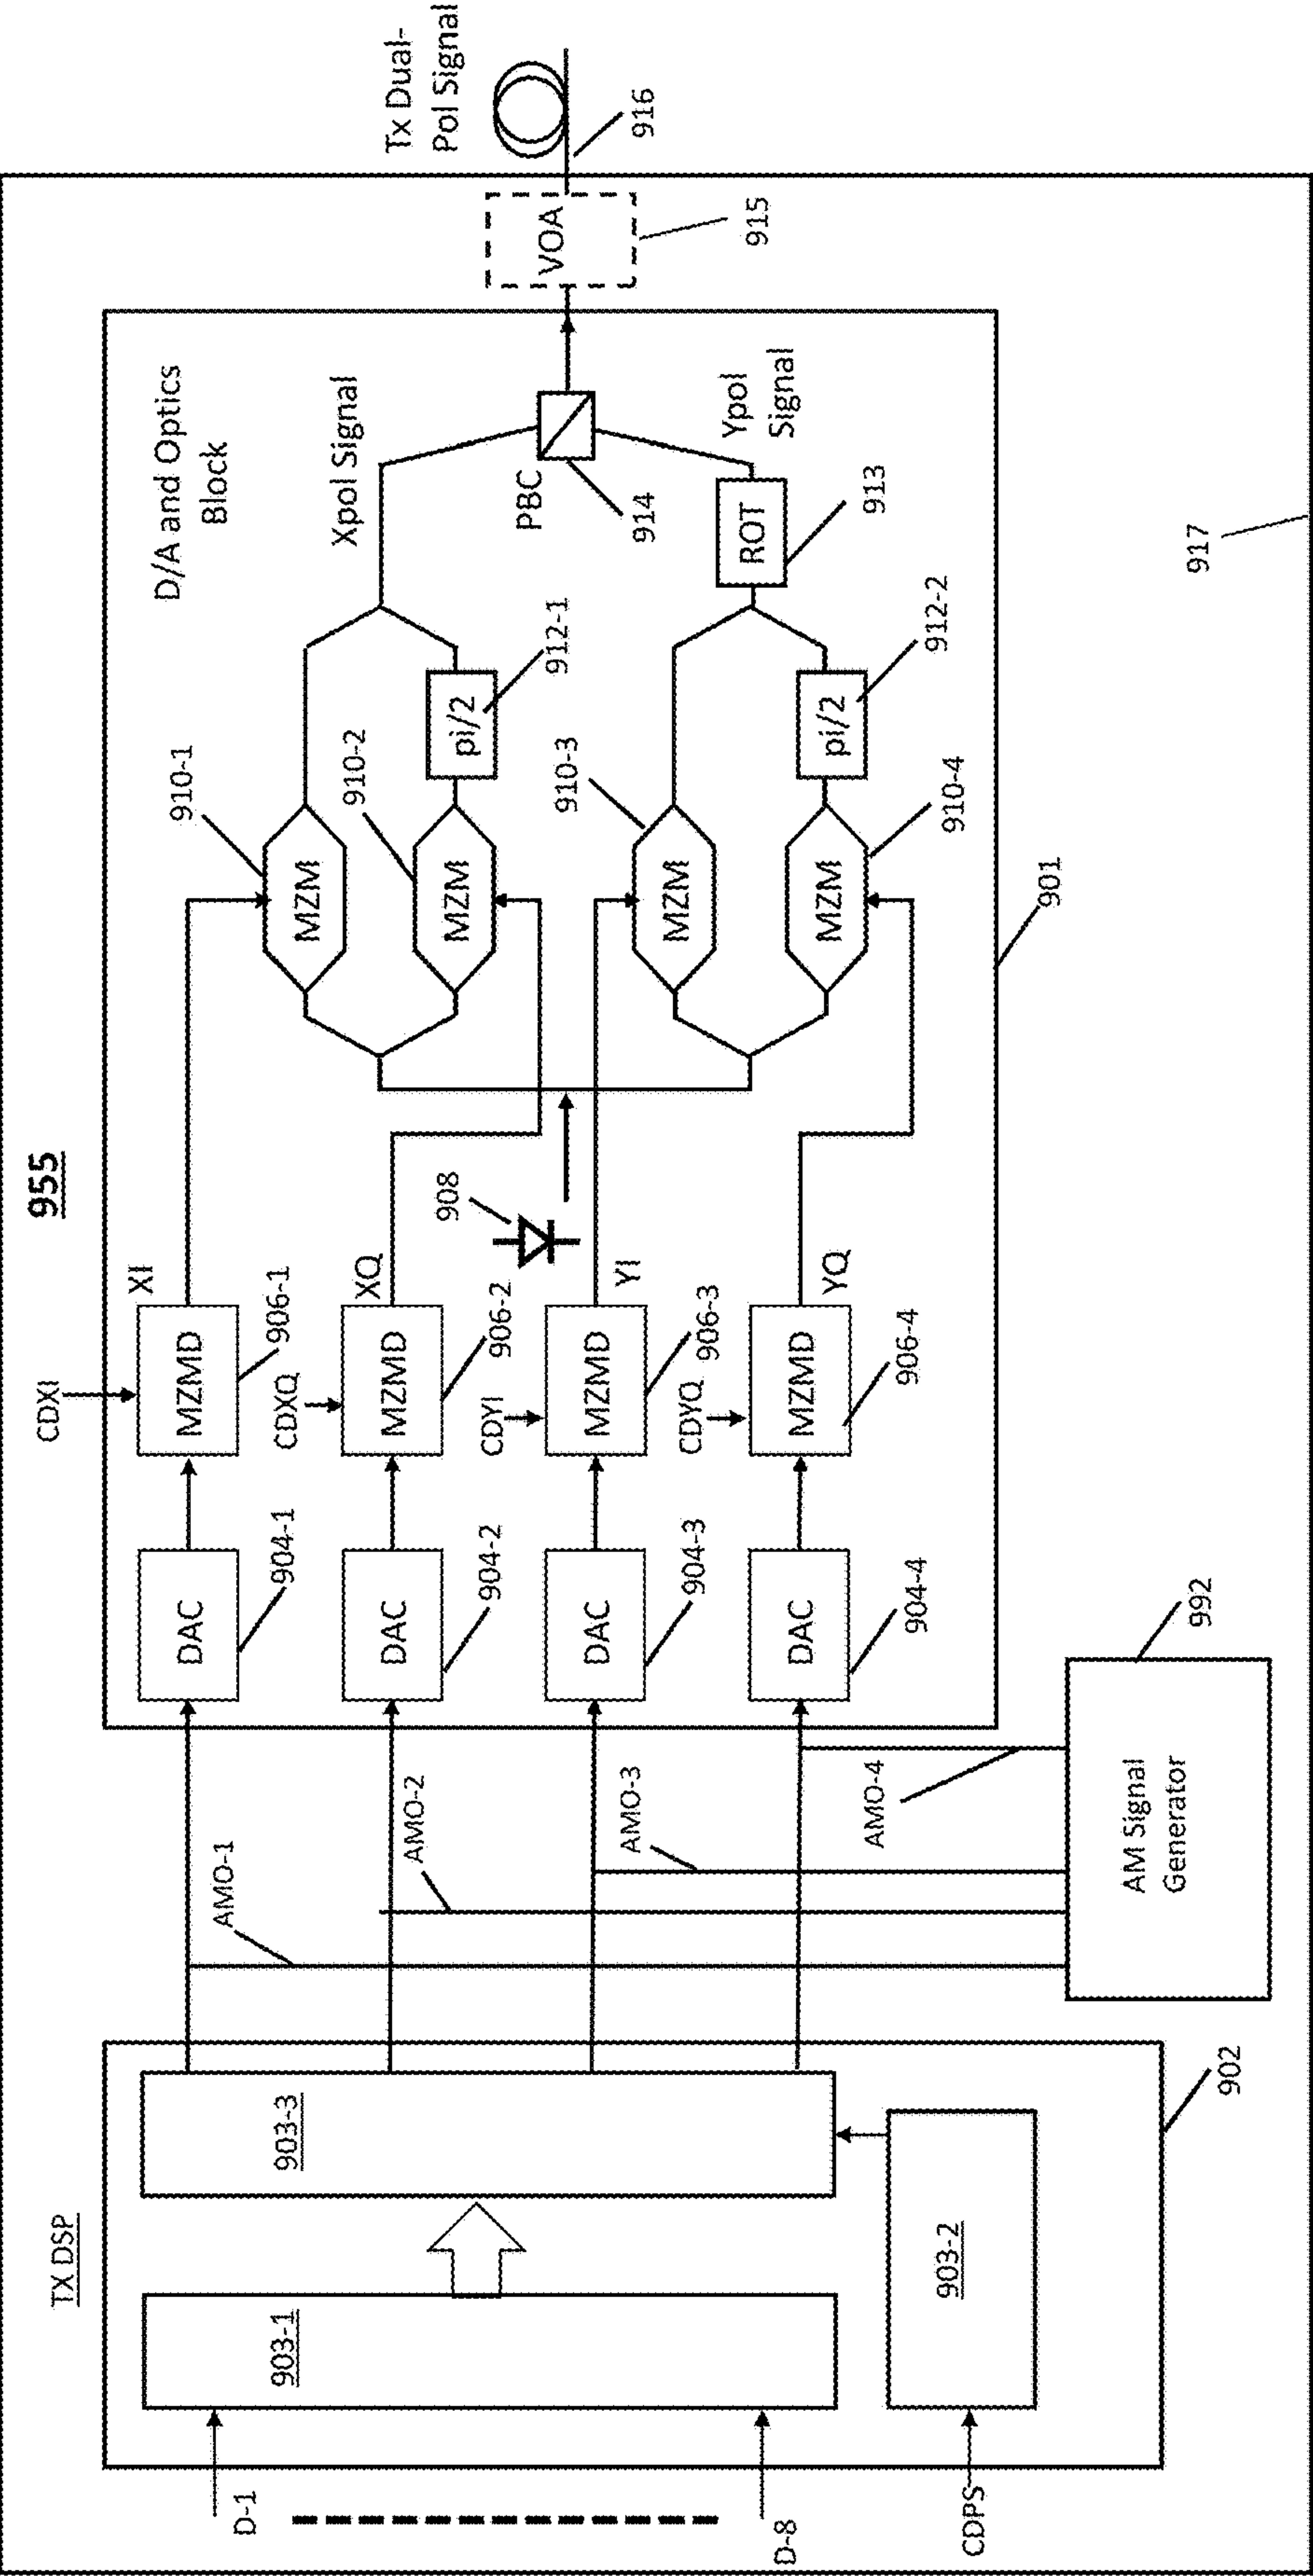 955
TX DSP
D-1
D-8
CDPS
903-1
903-2
903-3
902
AMO-1
AMO-2
AMO-3
AMO-4
AM Signal
Generator
992
D/A and Optics
Block
DAC
904-1
DAC
904-2
DAC
904-3
DAC
904-4
CDXI
MZMD
906-1
XI
CDXQ
MZMD
906-2
XQ
CDYI
MZMD
906-3
YI
CDYQ
MZMD
906-4
YQ
908
MZM
910-1
MZM
910-2
MZM
910-3
MZM
910-4
pi/2
912-1
pi/2
912-2
Xpol Signal
ROT
913
Ypol
Signal
PBC
914
901
VOA
915
917
916
Tx Dual-
Pol Signal